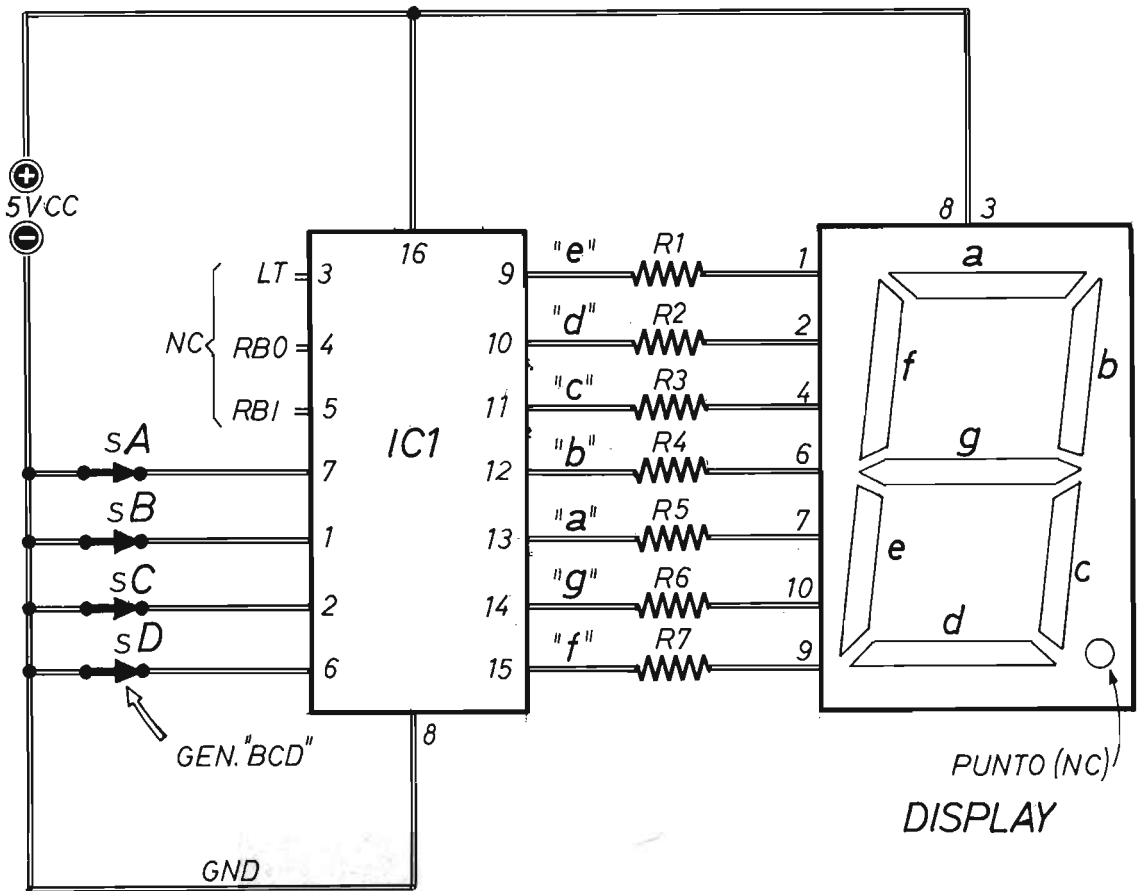 +
5VCC
−
8 3
16
LT 3
NC
RBO 4
RBI 5
IC1
sA
7
sB
1
sC
2
sD
6
GEN. "BCD"
8
GND
9 "e" R1 1
10 "d" R2 2
11 "c" R3 4
12 "b" R4 6
13 "a" R5 7
14 "g" R6 10
15 "f" R7 9
a
f b
g
e c
d
PUNTO (NC)
DISPLAY